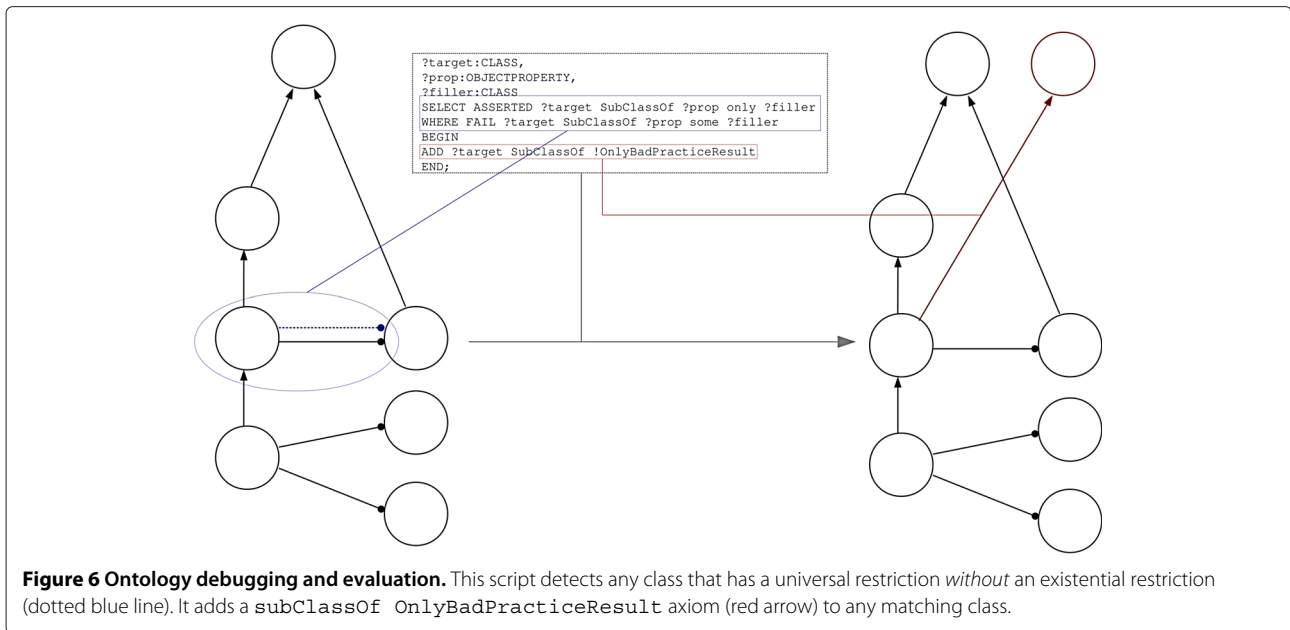 ?target:CLASS,
?prop:OBJECTPROPERTY,
?filler:CLASS
SELECT ASSERTED ?target SubClassOf ?prop only ?filler
WHERE FAIL ?target SubClassOf ?prop some ?filler
BEGIN
ADD ?target SubClassOf !OnlyBadPracticeResult
END;
Figure 6 Ontology debugging and evaluation. This script detects any class that has a universal restriction without an existential restriction
(dotted blue line). It adds a subClassOf OnlyBadPracticeResult axiom (red arrow) to any matching class.